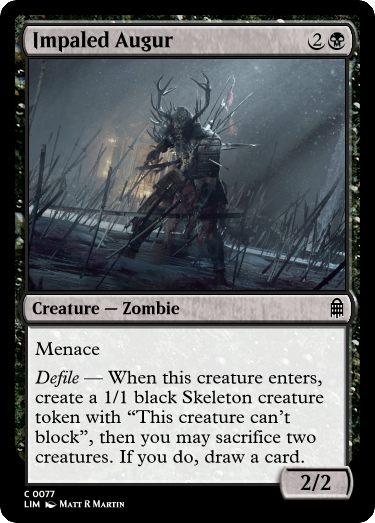 Impaled Augur 2
Creature — Zombie
Menace
Defile — When this creature enters,
create a 1/1 black Skeleton creature
token with “This creature can't
block”, then you may sacrifice two
creatures. If you do, draw a card.
2/2
C 0077
LIM Matt R Martin